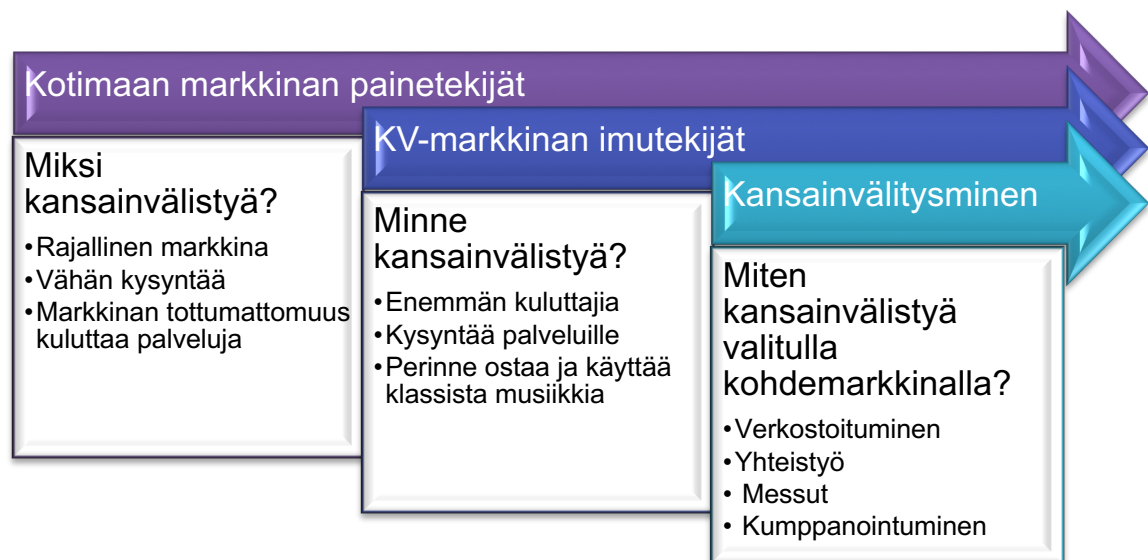 Kotimaan markkinan painetekijät
Miksi
kansainvälistyä?
•Rajallinen markkina
•Vähän kysyntää
•Markkinan tottumattomuus
kuluttaa palveluja
KV-markkinan imutekijät
Minne
kansainvälistyä?
•Enemmän kuluttajia
•Kysyntää palveluille
•Perinne ostaa ja käyttää
klassista musiikkia
Kansainvälitysminen
Miten
kansainvälistyä
valitulla
kohdemarkkinalla?
•Verkostoituminen
•Yhteistyö
• Messut
• Kumppanointuminen